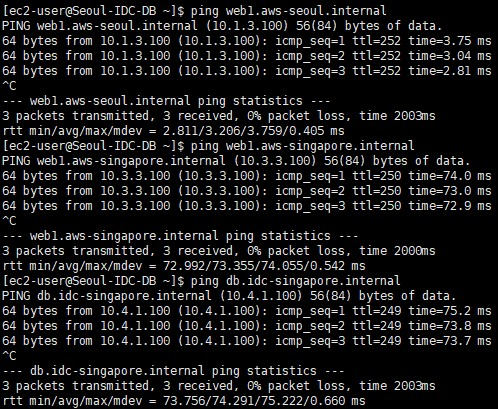 [ec2-user@Seoul-IDC-DB ~]$ ping web1.aws-seoul.internal
PING web1.aws-seoul.internal (10.1.3.100) 56(84) bytes of data.
64 bytes from 10.1.3.100 (10.1.3.100): icmp_seq=1 ttl=252 time=3.75 ms
64 bytes from 10.1.3.100 (10.1.3.100): icmp_seq=2 ttl=252 time=3.04 ms
64 bytes from 10.1.3.100 (10.1.3.100): icmp_seq=3 ttl=252 time=2.81 ms
^C
--- web1.aws-seoul.internal ping statistics ---
3 packets transmitted, 3 received, 0% packet loss, time 2003ms
rtt min/avg/max/mdev = 2.811/3.206/3.759/0.405 ms
[ec2-user@Seoul-IDC-DB ~]$ ping web1.aws-singapore.internal
PING web1.aws-singapore.internal (10.3.3.100) 56(84) bytes of data.
64 bytes from 10.3.3.100 (10.3.3.100): icmp_seq=1 ttl=250 time=74.0 ms
64 bytes from 10.3.3.100 (10.3.3.100): icmp_seq=2 ttl=250 time=73.0 ms
64 bytes from 10.3.3.100 (10.3.3.100): icmp_seq=3 ttl=250 time=72.9 ms
^C
--- web1.aws-singapore.internal ping statistics ---
3 packets transmitted, 3 received, 0% packet loss, time 2000ms
rtt min/avg/max/mdev = 72.992/73.355/74.055/0.542 ms
[ec2-user@Seoul-IDC-DB ~]$ ping db.idc-singapore.internal
PING db.idc-singapore.internal (10.4.1.100) 56(84) bytes of data.
64 bytes from 10.4.1.100 (10.4.1.100): icmp_seq=1 ttl=249 time=75.2 ms
64 bytes from 10.4.1.100 (10.4.1.100): icmp_seq=2 ttl=249 time=73.8 ms
64 bytes from 10.4.1.100 (10.4.1.100): icmp_seq=3 ttl=249 time=73.7 ms
^C
--- db.idc-singapore.internal ping statistics ---
3 packets transmitted, 3 received, 0% packet loss, time 2003ms
rtt min/avg/max/mdev = 73.756/74.291/75.222/0.660 ms